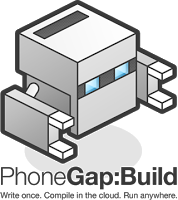 PhoneGap:Build
Write once. Compile in the cloud. Run anywhere.